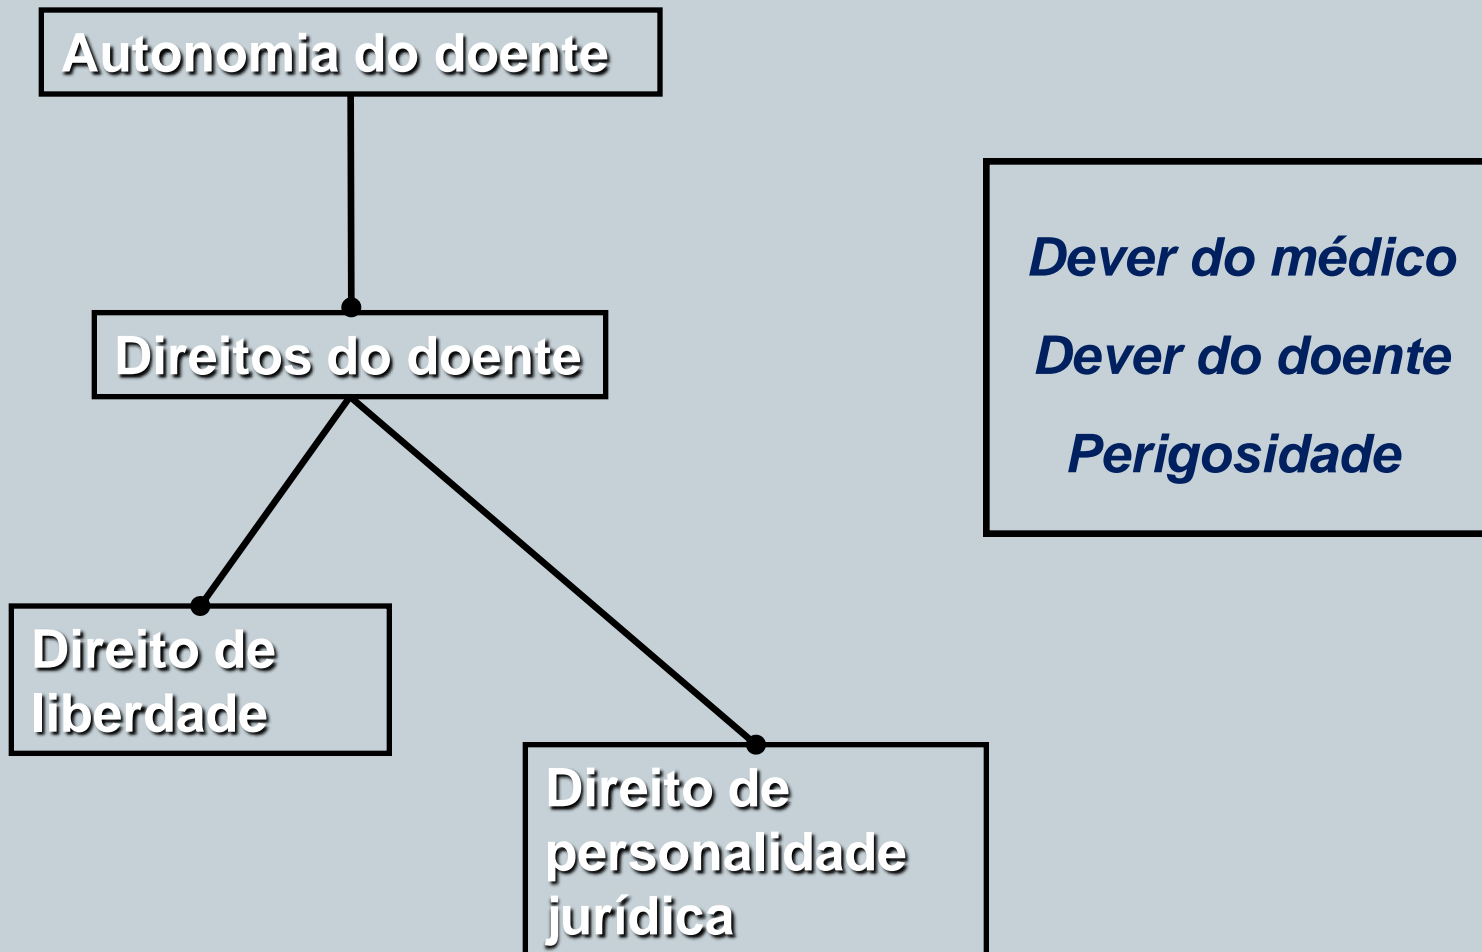 Autonomia do doente
Direitos do doente
Direito de
liberdade
Direito de
personalidade
jurídica
Dever do médico
Dever do doente
Perigosidade